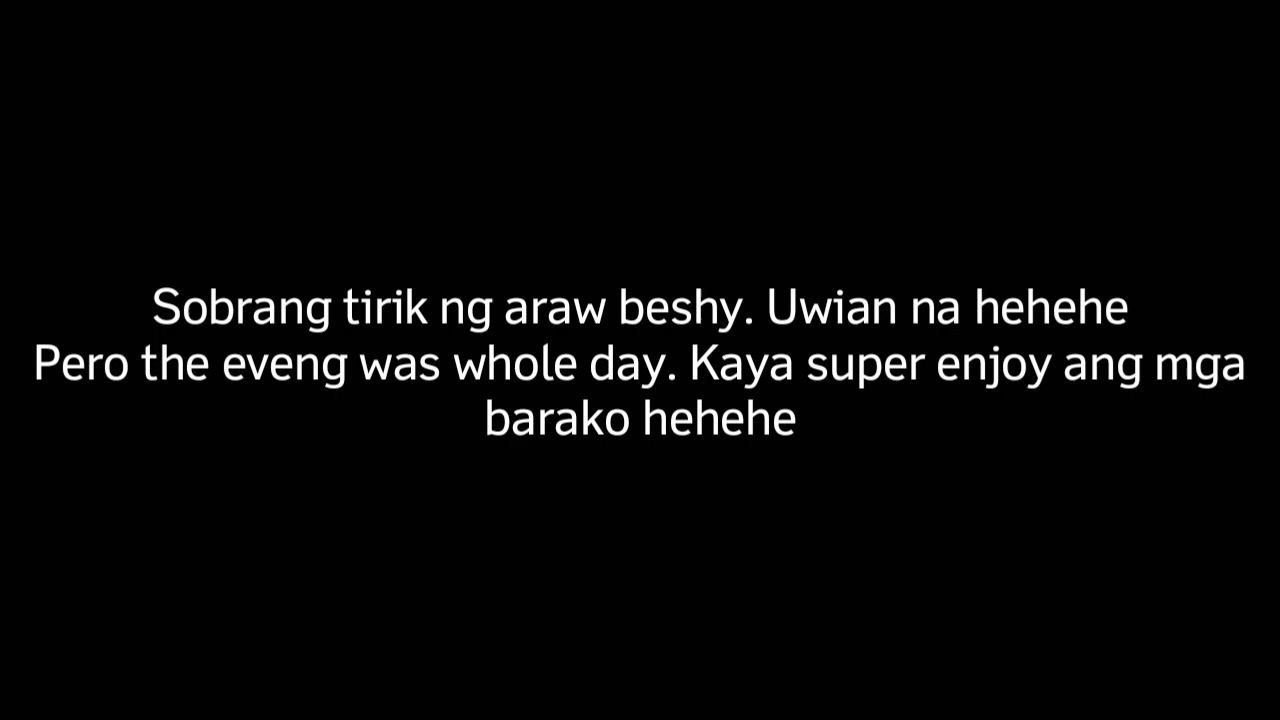 Sobrang tirik ng araw beshy. Uwian na hehehe
Pero the eveng was whole day. Kaya super enjoy ang mga
barako hehehe